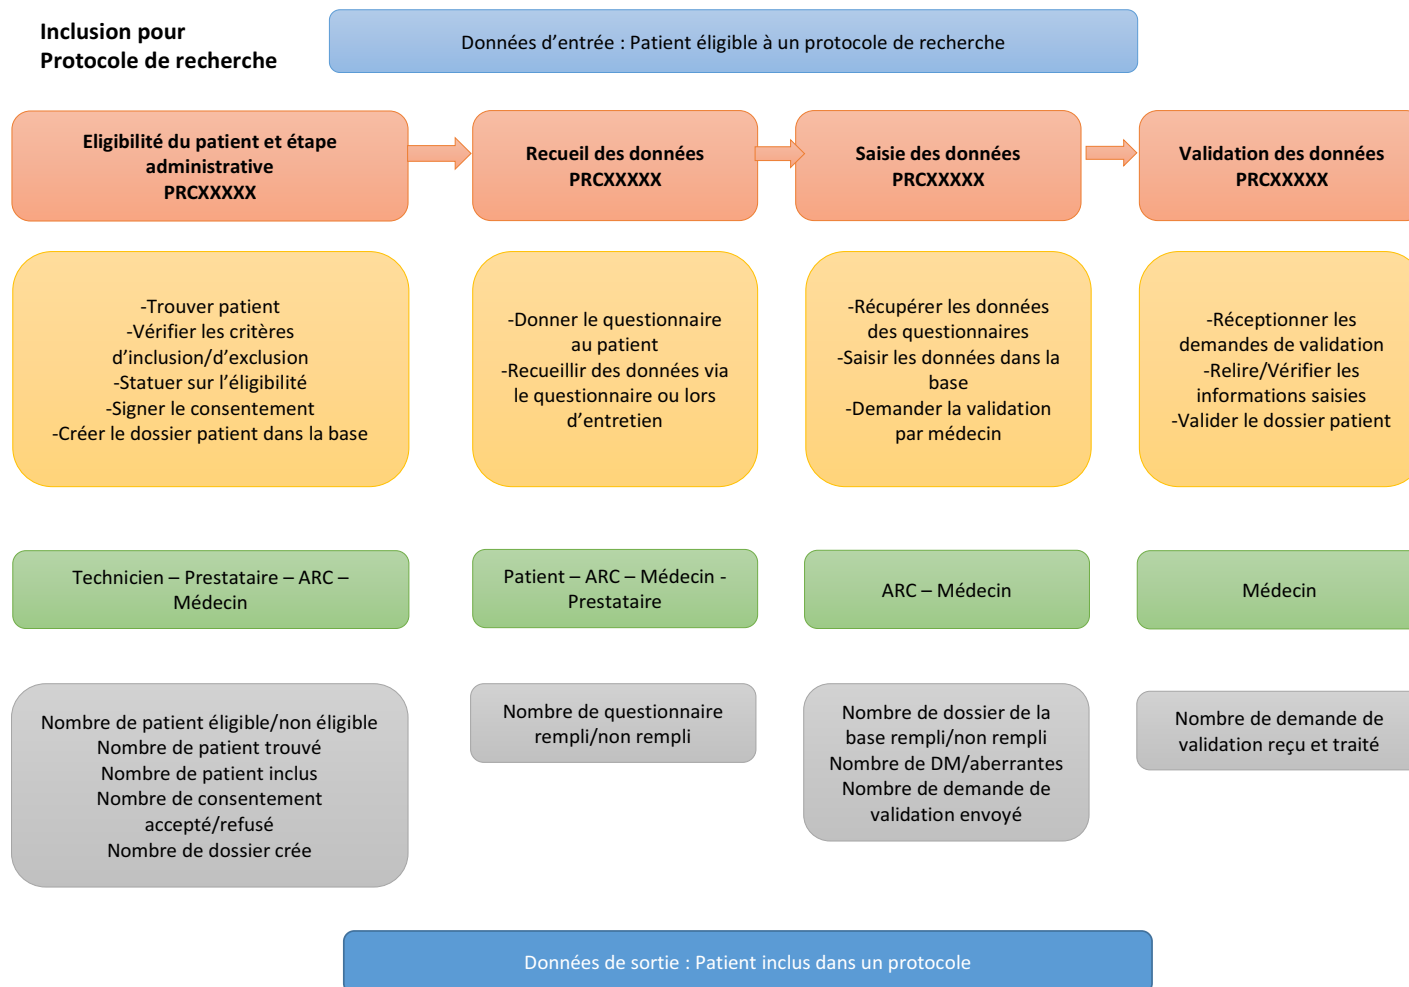 Inclusion pour
Protocole de recherche
Données d’entrée : Patient éligible à un protocole de recherche
Eligibilité du patient et étape
administrative
PRCXXXXX
Recueil des données
PRCXXXXX
Saisie des données
PRCXXXXX
Validation des données
PRCXXXXX
-Trouver patient
-Vérifier les critères
d’inclusion/d’exclusion
-Statuer sur l’éligibilité
-Signer le consentement
-Créer le dossier patient dans la base
-Donner le questionnaire
au patient
-Recueillir des données via
le questionnaire ou lors
d’entretien
-Récupérer les données
des questionnaires
-Saisir les données dans la
base
-Demander la validation
par médecin
-Réceptionner les
demandes de validation
-Relire/Vérifier les
informations saisies
-Valider le dossier patient
Technicien – Prestataire – ARC –
Médecin
Patient – ARC – Médecin -
Prestataire
ARC – Médecin
Médecin
Nombre de patient éligible/non éligible
Nombre de patient trouvé
Nombre de patient inclus
Nombre de consentement
accepté/refusé
Nombre de dossier crée
Nombre de questionnaire
rempli/non rempli
Nombre de dossier de la
base rempli/non rempli
Nombre de DM/aberrantes
Nombre de demande de
validation envoyé
Nombre de demande de
validation reçu et traité
Données de sortie : Patient inclus dans un protocole